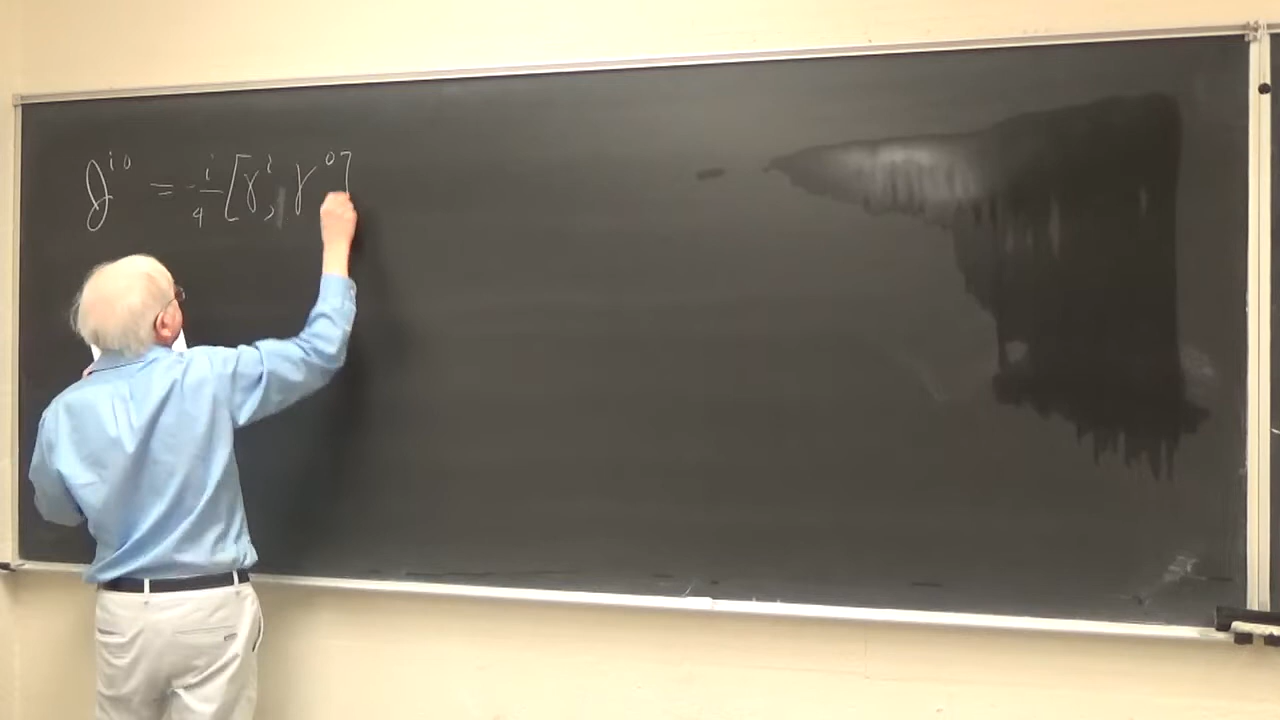 𝒥^{i0} = -i/4 [γ^i, γ^0]